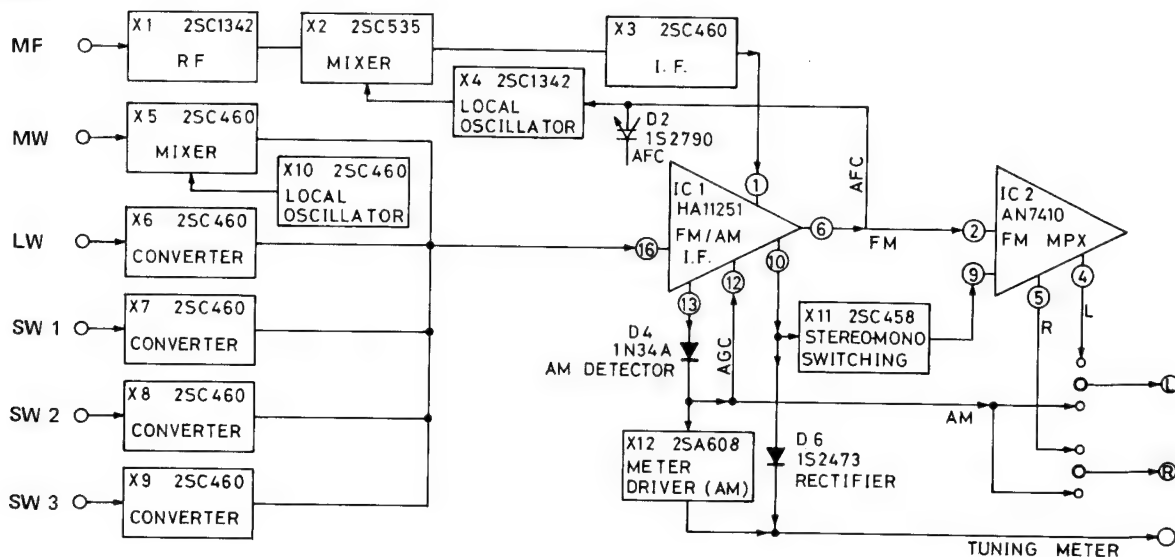 MF
X1 2SC1342
RF
X2 2SC535
MIXER
X3 2SC460
I.F.
X4 2SC1342
LOCAL
OSCILLATOR
D2
1S2790
AFC
MW
X5 2SC460
MIXER
X10 2SC460
LOCAL
OSCILLATOR
LW
X6 2SC460
CONVERTER
SW 1
X7 2SC460
CONVERTER
SW 2
X8 2SC460
CONVERTER
SW 3
X9 2SC460
CONVERTER
1
IC 1
HA11251
FM/AM
I.F.
16
6
10
12
13
AFC
FM
2
IC 2
AN7410
FM MPX
9
4
5
R
L
X11 2SC458
STEREOMONO
SWITCHING
D4
1N34A
AM DETECTOR
AGC
AM
X12 2SA608
METER
DRIVER (AM)
D6
1S2473
RECTIFIER
L
R
TUNING METER